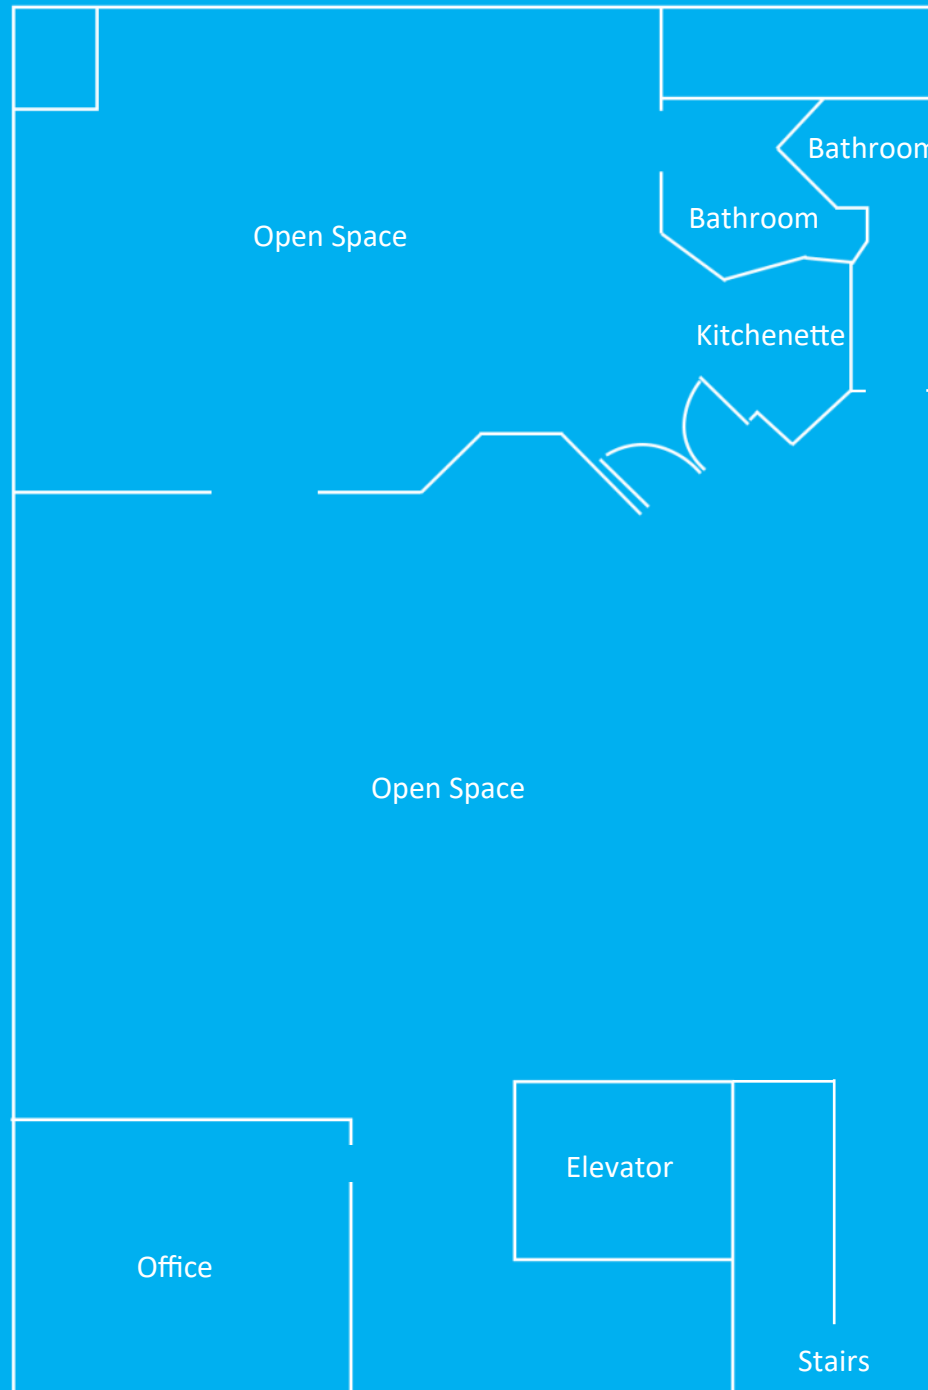 Bathroom
Bathroom
Open Space
Kitchenette
Open Space
Elevator
Office
Stairs